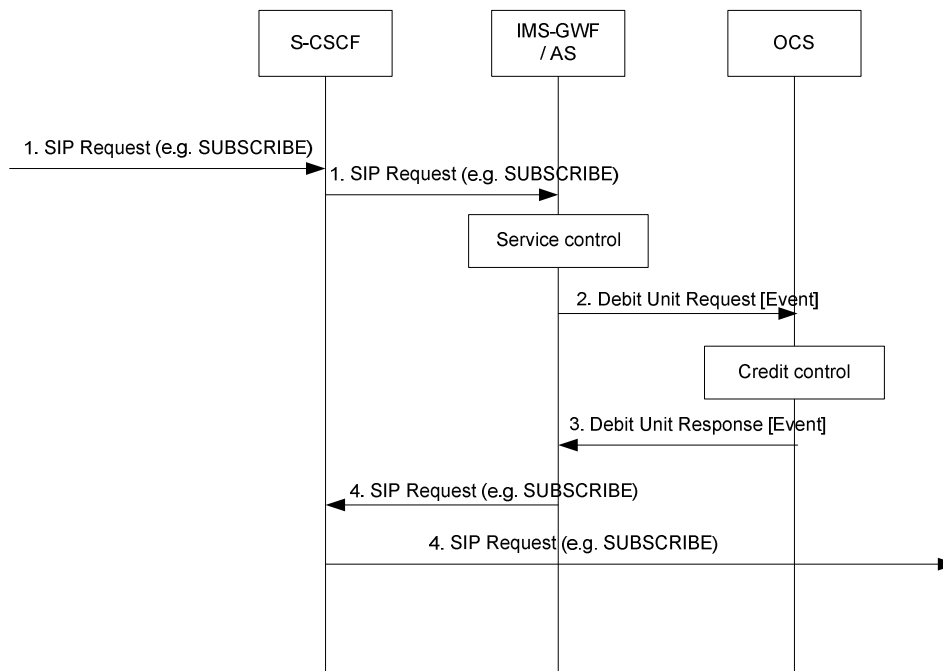 S-CSCF
IMS-GWF
/ AS
OCS
1. SIP Request (e.g. SUBSCRIBE)
1. SIP Request (e.g. SUBSCRIBE)
Service control
2. Debit Unit Request [Event]
Credit control
3. Debit Unit Response [Event]
4. SIP Request (e.g. SUBSCRIBE)
4. SIP Request (e.g. SUBSCRIBE)